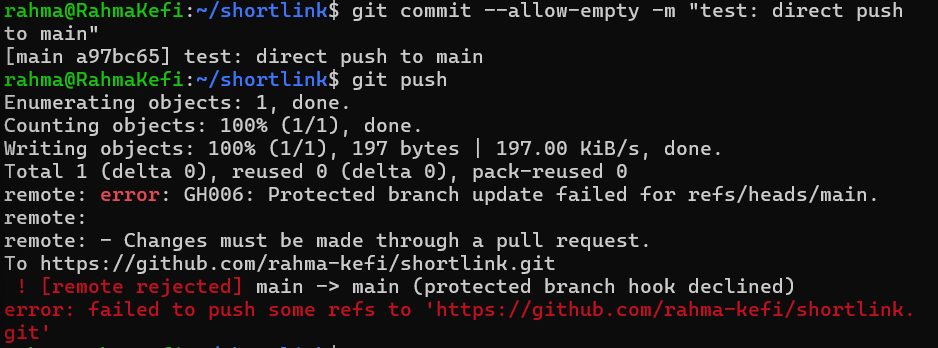 rahma@RahmaKefi:~/shortlink$ git commit --allow-empty -m "test: direct push
to main"
[main a97bc65] test: direct push to main
rahma@RahmaKefi:~/shortlink$ git push
Enumerating objects: 1, done.
Counting objects: 100% (1/1), done.
Writing objects: 100% (1/1), 197 bytes | 197.00 KiB/s, done.
Total 1 (delta 0), reused 0 (delta 0), pack-reused 0
remote: error: GH006: Protected branch update failed for refs/heads/main.
remote:
remote: - Changes must be made through a pull request.
To https://github.com/rahma-kefi/shortlink.git
 ! [remote rejected] main -> main (protected branch hook declined)
error: failed to push some refs to 'https://github.com/rahma-kefi/shortlink.
git'